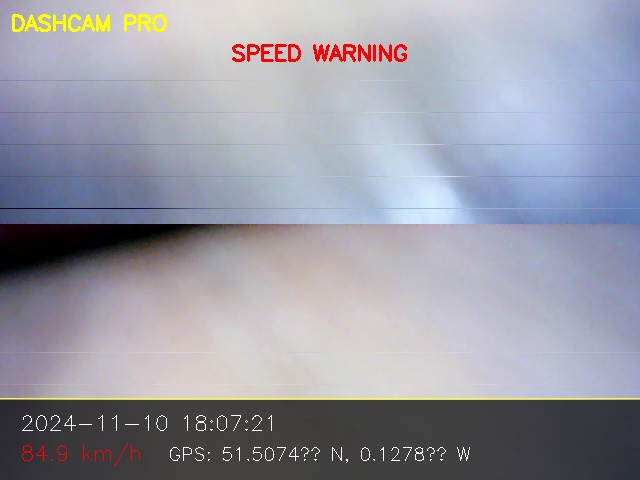 DASHCAM PRO
SPEED WARNING
2024-11-10 18:07:21
84.9 km/h GPS: 51.5074?? N, 0.1278?? W